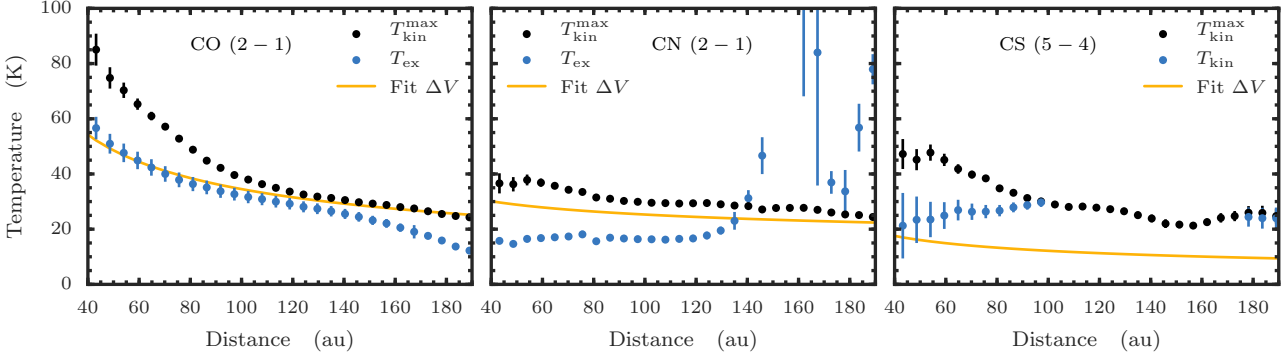 100
80
60
40
20
0
Temperature (K)
CO (2 − 1)
T_kin^max
T_ex
Fit ΔV
40 60 80 100 120 140 160 180
Distance (au)
CN (2 − 1)
T_kin^max
T_ex
Fit ΔV
40 60 80 100 120 140 160 180
Distance (au)
CS (5 − 4)
T_kin^max
T_kin
Fit ΔV
40 60 80 100 120 140 160 180
Distance (au)